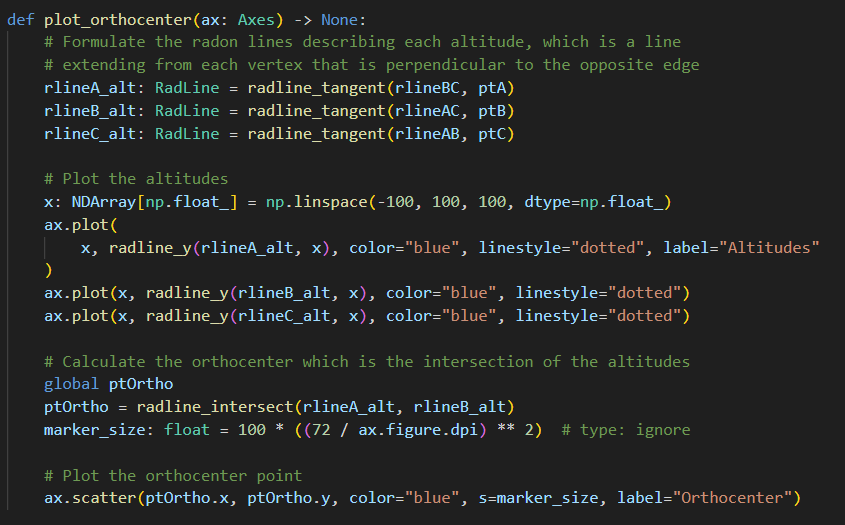 def plot_orthocenter(ax: Axes) -> None:
    # Formulate the radon lines describing each altitude, which is a line
    # extending from each vertex that is perpendicular to the opposite edge
    rlineA_alt: RadLine = radline_tangent(rlineBC, ptA)
    rlineB_alt: RadLine = radline_tangent(rlineAC, ptB)
    rlineC_alt: RadLine = radline_tangent(rlineAB, ptC)

    # Plot the altitudes
    x: NDArray[np.float_] = np.linspace(-100, 100, 100, dtype=np.float_)
    ax.plot(
        x, radline_y(rlineA_alt, x), color="blue", linestyle="dotted", label="Altitudes"
    )
    ax.plot(x, radline_y(rlineB_alt, x), color="blue", linestyle="dotted")
    ax.plot(x, radline_y(rlineC_alt, x), color="blue", linestyle="dotted")

    # Calculate the orthocenter which is the intersection of the altitudes
    global ptOrtho
    ptOrtho = radline_intersect(rlineA_alt, rlineB_alt)
    marker_size: float = 100 * ((72 / ax.figure.dpi) ** 2)  # type: ignore

    # Plot the orthocenter point
    ax.scatter(ptOrtho.x, ptOrtho.y, color="blue", s=marker_size, label="Orthocenter")